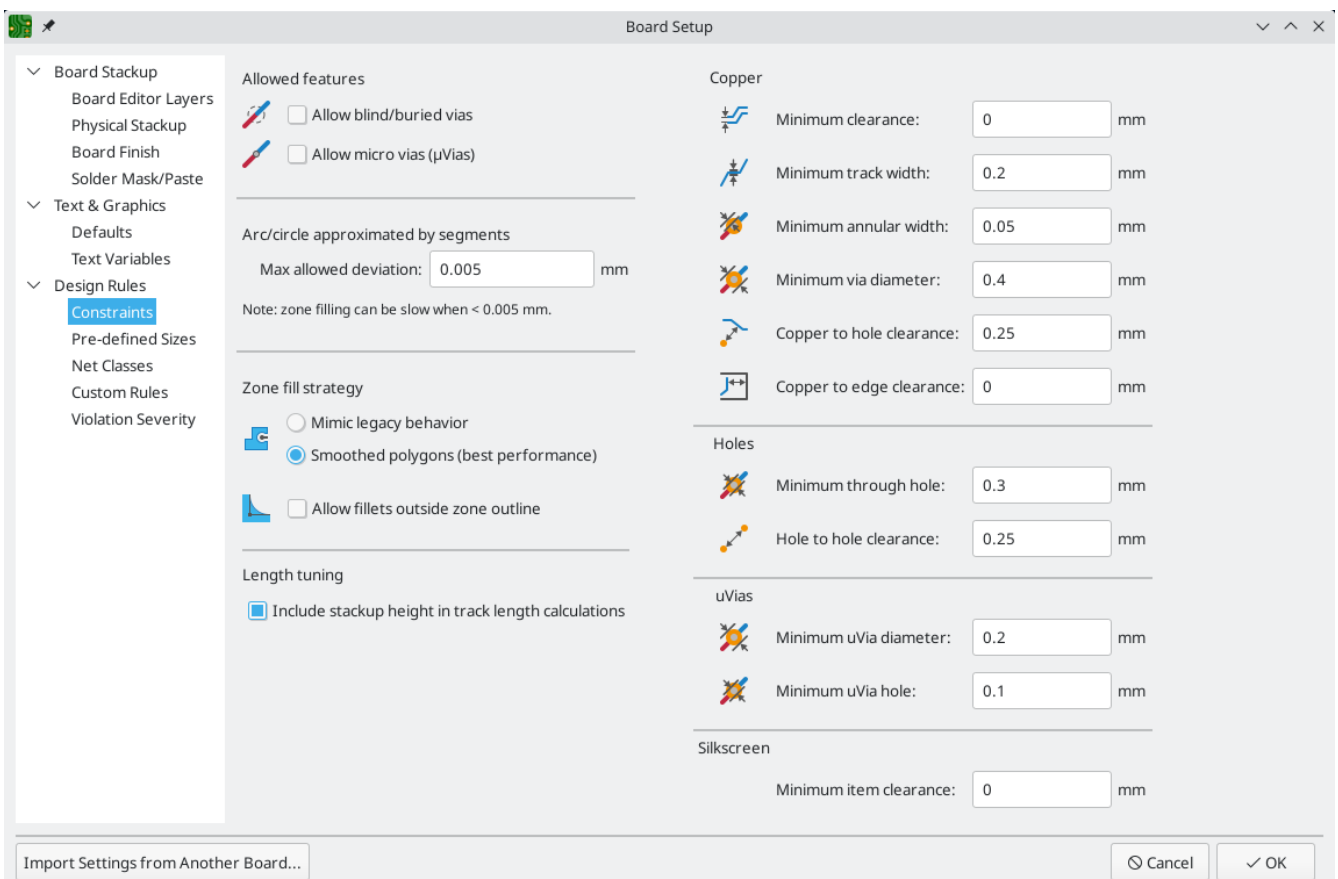 Board Setup
Board Stackup
Board Editor Layers
Physical Stackup
Board Finish
Solder Mask/Paste
Text & Graphics
Defaults
Text Variables
Design Rules
Constraints
Pre-defined Sizes
Net Classes
Custom Rules
Violation Severity
Allowed features
Allow blind/buried vias
Allow micro vias (µVias)
Arc/circle approximated by segments
Max allowed deviation: 0.005 mm
Note: zone filling can be slow when < 0.005 mm.
Zone fill strategy
Mimic legacy behavior
Smoothed polygons (best performance)
Allow fillets outside zone outline
Length tuning
Include stackup height in track length calculations
Copper
Minimum clearance: 0 mm
Minimum track width: 0.2 mm
Minimum annular width: 0.05 mm
Minimum via diameter: 0.4 mm
Copper to hole clearance: 0.25 mm
Copper to edge clearance: 0 mm
Holes
Minimum through hole: 0.3 mm
Hole to hole clearance: 0.25 mm
uVias
Minimum uVia diameter: 0.2 mm
Minimum uVia hole: 0.1 mm
Silkscreen
Minimum item clearance: 0 mm
Import Settings from Another Board...
Cancel
OK